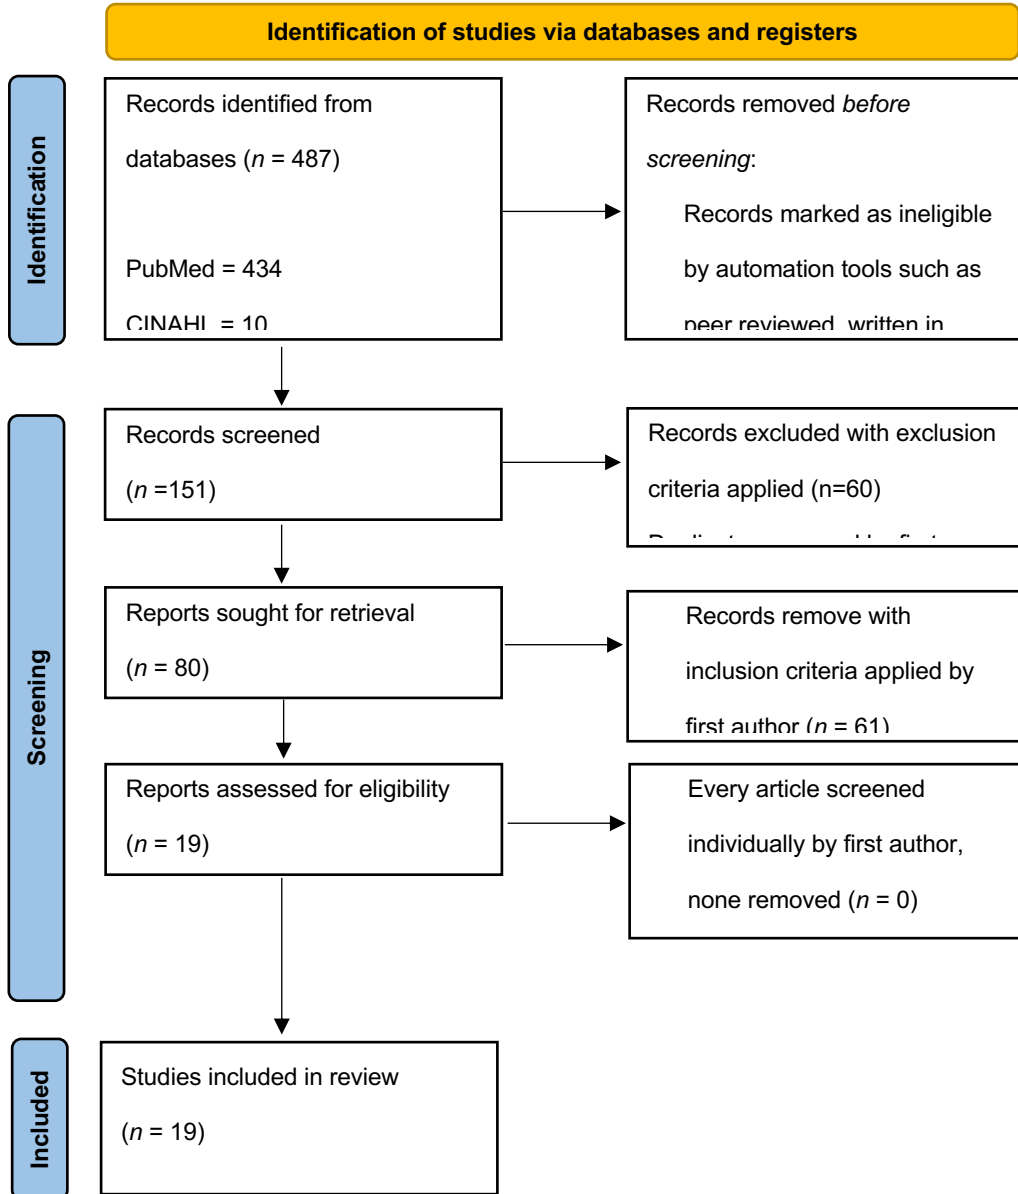 Identification of studies via databases and registers
Identification
Records identified from
databases (n = 487)
PubMed = 434
CINAHL = 10
Records removed before
screening:
Records marked as ineligible
by automation tools such as
peer reviewed, written in
Screening
Records screened
(n =151)
Records excluded with exclusion
criteria applied (n=60)
Reports sought for retrieval
(n = 80)
Records remove with
inclusion criteria applied by
first author (n = 61)
Reports assessed for eligibility
(n = 19)
Every article screened
individually by first author,
none removed (n = 0)
Included
Studies included in review
(n = 19)